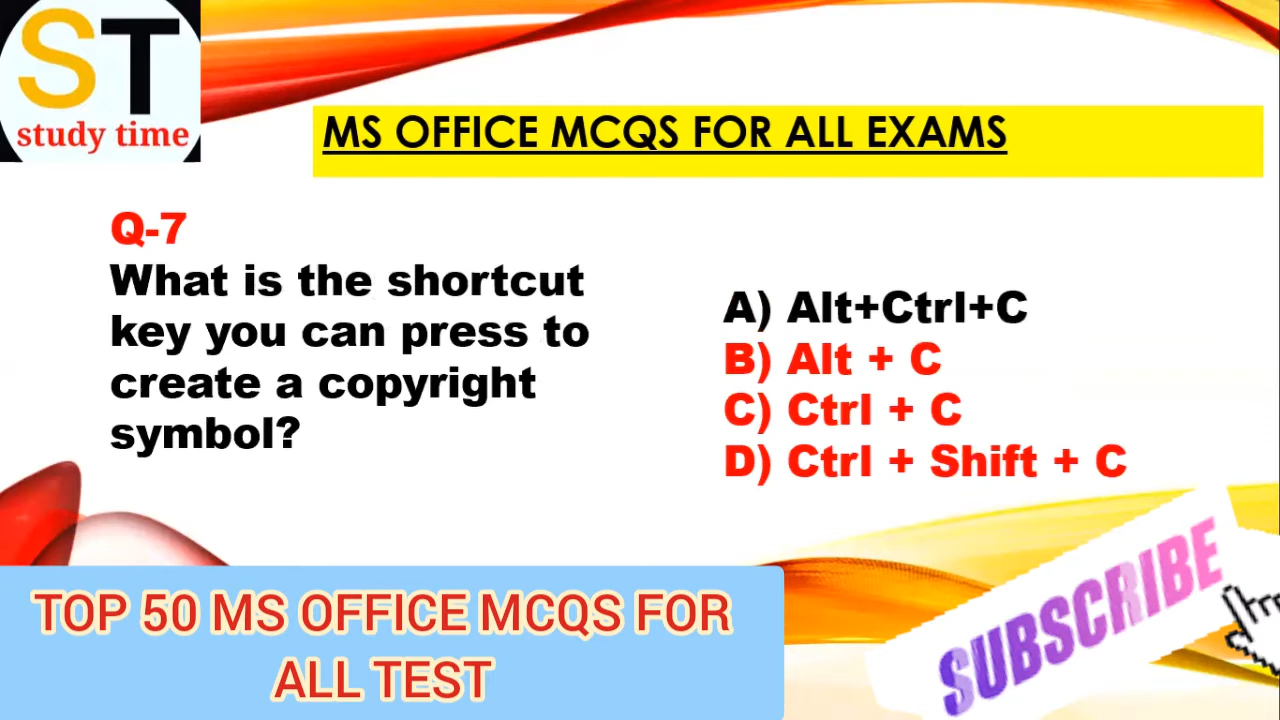 ST
study time
MS OFFICE MCQS FOR ALL EXAMS
Q-7
What is the shortcut
key you can press to
create a copyright
symbol?
A) Alt+Ctrl+C
B) Alt + C
C) Ctrl + C
D) Ctrl + Shift + C
TOP 50 MS OFFICE MCQS FOR
ALL TEST
SUBSCRIBE